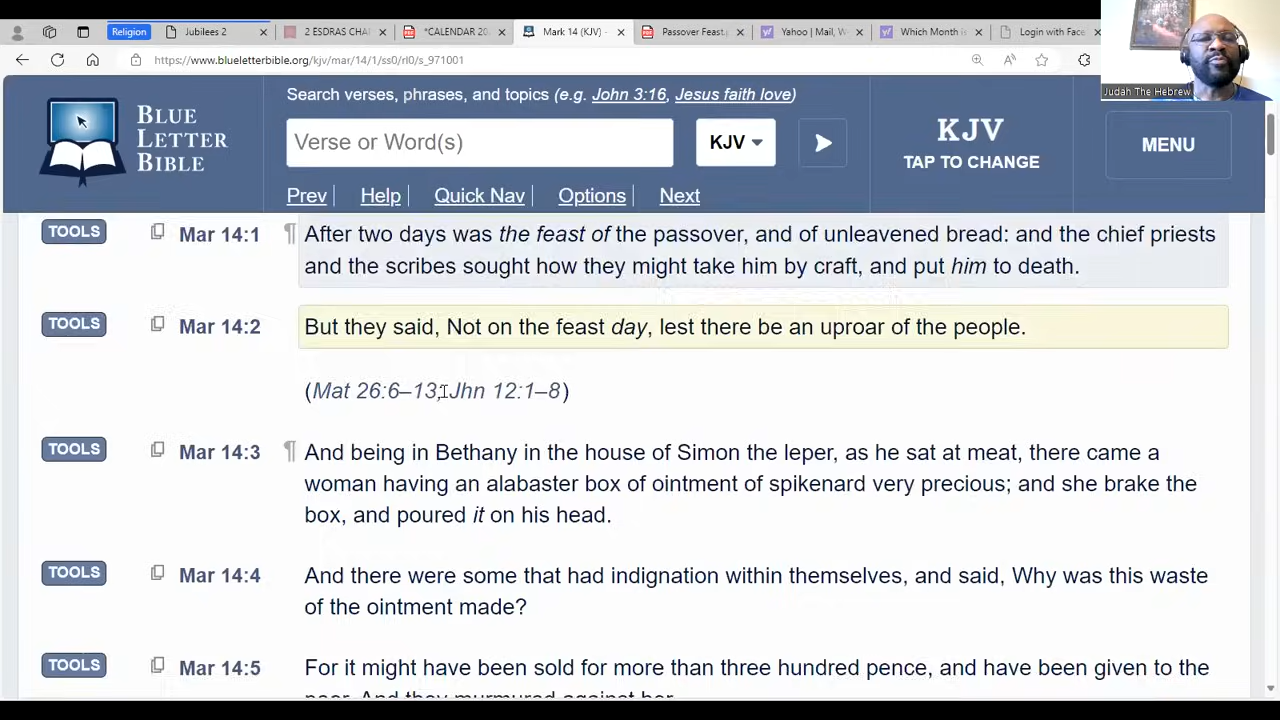 Religion
Jubilees 2
2 ESDRAS CHA
*CALENDAR 20
Mark 14 (KJV) -
Passover Feast
Yahoo | Mail, W
Which Month is
Login with Face
https://www.blueletterbible.org/kjv/mar/14/1/ss0/rl0/s_971001
Judah The Hebrew
BLUE
LETTER
BIBLE
Search verses, phrases, and topics (e.g. John 3:16, Jesus faith love)
Verse or Word(s)
KJV
KJV
TAP TO CHANGE
MENU
Prev
Help
Quick Nav
Options
Next
TOOLS Mar 14:1 ¶ After two days was the feast of the passover, and of unleavened bread: and the chief priests
and the scribes sought how they might take him by craft, and put him to death.
TOOLS Mar 14:2 But they said, Not on the feast day, lest there be an uproar of the people.
(Mat 26:6–13; Jhn 12:1–8)
TOOLS Mar 14:3 ¶ And being in Bethany in the house of Simon the leper, as he sat at meat, there came a
woman having an alabaster box of ointment of spikenard very precious; and she brake the
box, and poured it on his head.
TOOLS Mar 14:4 And there were some that had indignation within themselves, and said, Why was this waste
of the ointment made?
TOOLS Mar 14:5 For it might have been sold for more than three hundred pence, and have been given to the
poor. And they murmured against her.